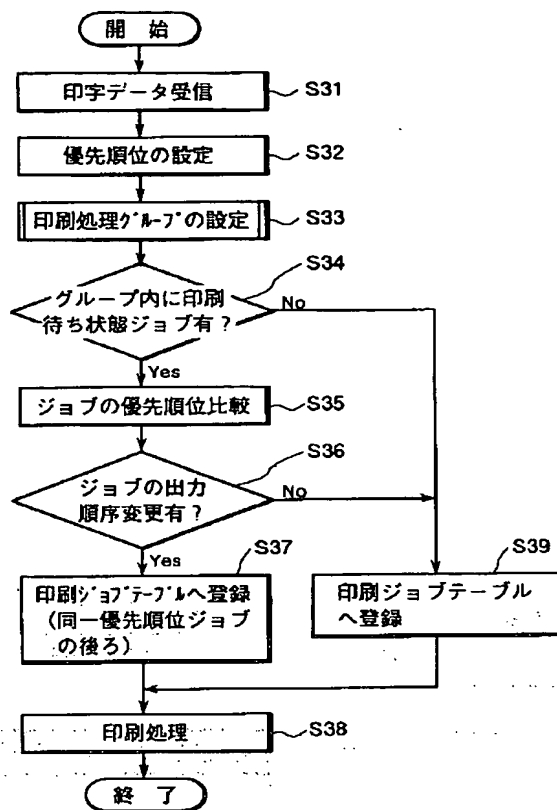 開 始
印字データ受信
S31
優先順位の設定
S32
印刷処理グループの設定
S33
S34
グループ内に印刷
待ち状態ジョブ有？
No
Yes
ジョブの優先順位比較
S35
S36
ジョブの出力
順序変更有？
No
Yes
S37
印刷ジョブテーブルへ登録
（同一優先順位ジョブ
の後ろ）
S39
印刷ジョブテーブル
へ登録
印刷処理
S38
終 了